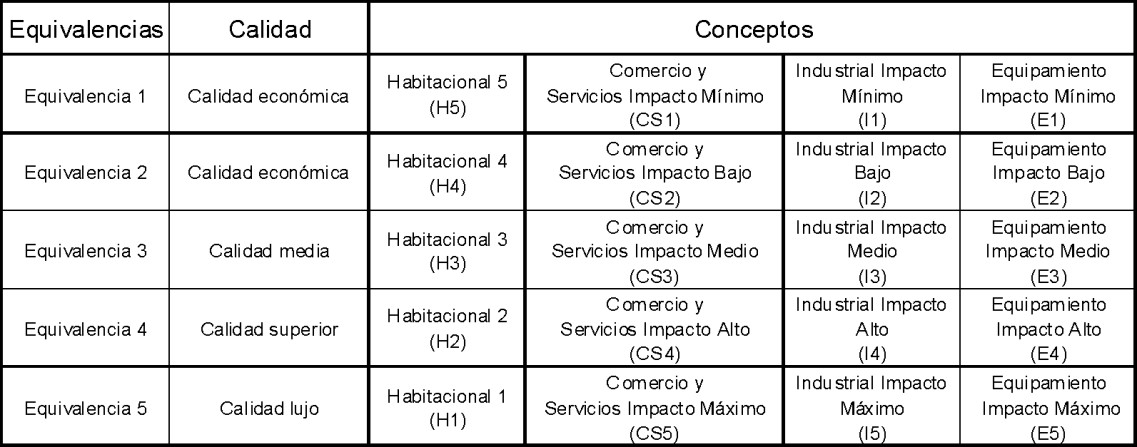 Equivalencias Calidad Conceptos
Equivalencia 1 Calidad económica Habitacional 5 (H5) Comercio y Servicios Impacto Mínimo (CS1) Industrial Impacto Mínimo (I1) Equipamiento Impacto Mínimo (E1)
Equivalencia 2 Calidad económica Habitacional 4 (H4) Comercio y Servicios Impacto Bajo (CS2) Industrial Impacto Bajo (I2) Equipamiento Impacto Bajo (E2)
Equivalencia 3 Calidad media Habitacional 3 (H3) Comercio y Servicios Impacto Medio (CS3) Industrial Impacto Medio (I3) Equipamiento Impacto Medio (E3)
Equivalencia 4 Calidad superior Habitacional 2 (H2) Comercio y Servicios Impacto Alto (CS4) Industrial Impacto Alto (I4) Equipamiento Impacto Alto (E4)
Equivalencia 5 Calidad lujo Habitacional 1 (H1) Comercio y Servicios Impacto Máximo (CS5) Industrial Impacto Máximo (I5) Equipamiento Impacto Máximo (E5)